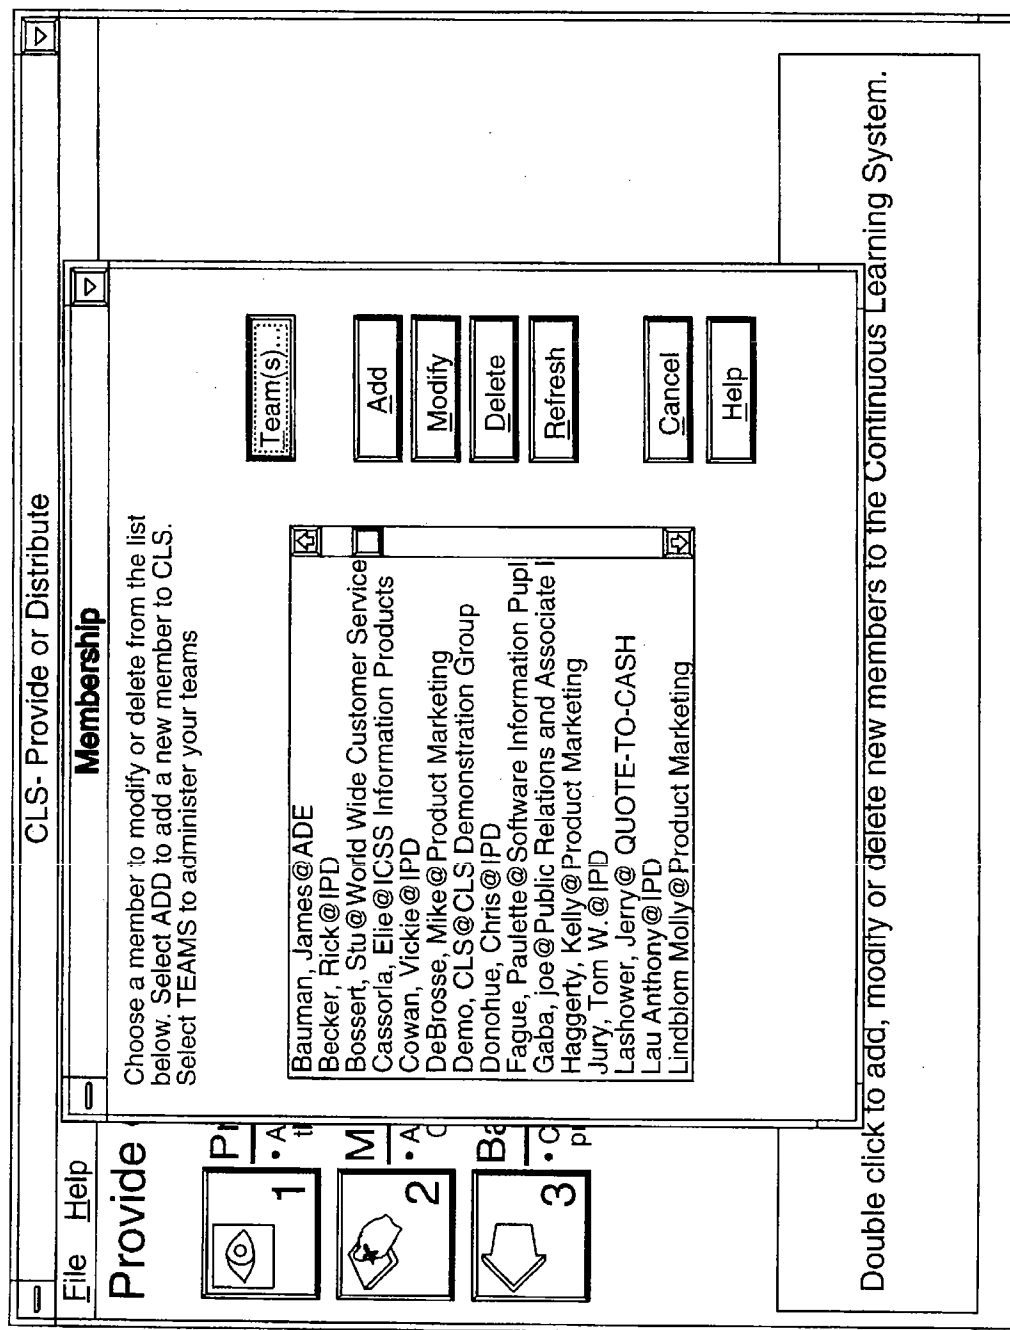 CLS- Provide or Distribute
File Help
Provide
Membership
Choose a member to modify or delete from the list
below. Select ADD to add a new member to CLS.
Select TEAMS to administer your teams
Bauman, James@ADE
Becker, Rick@IPD
Bossert, Stu@World Wide Customer Service
Cassorla, Elie@ICSS Information Products
Cowan, Vickie@IPD
DeBrosse, Mike@Product Marketing
Demo, CLS@CLS Demonstration Group
Donohue, Chris@IPD
Fague, Paulette@Software Information Pupl
Gaba, joe@Public Relations and Associate
Haggerty, Kelly@Product Marketing
Jury, Tom W.@IPD
Lashower, Jerry@ QUOTE-TO-CASH
Lau Anthony@IPD
Lindblom Molly@Product Marketing
Team(s)...
Add
Modify
Delete
Refresh
Cancel
Help
1
Pr
• A
2
M
• A
3
Ba
• C
Double click to add, modify or delete new members to the Continuous Learning System.